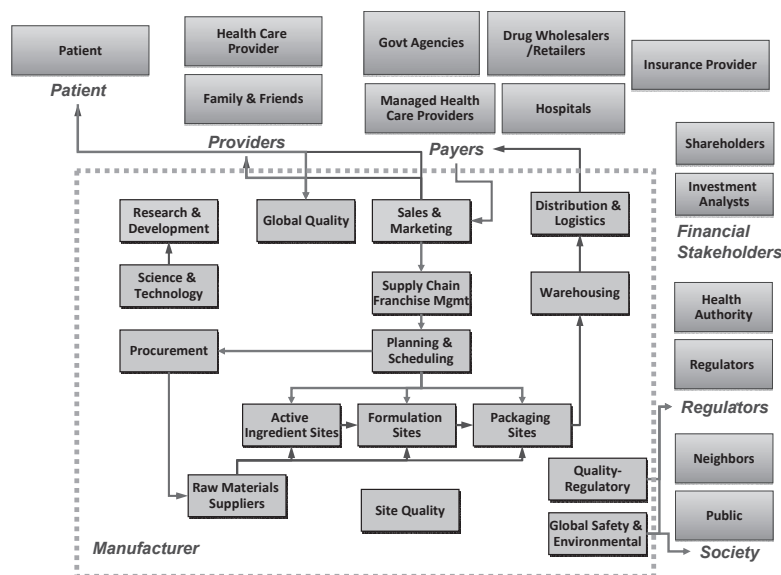 Patient
Patient
Health Care
Provider
Family & Friends
Providers
Govt Agencies
Drug Wholesalers
/Retailers
Insurance Provider
Managed Health
Care Providers
Hospitals
Payers
Shareholders
Investment
Analysts
Financial
Stakeholders
Research &
Development
Global Quality
Sales &
Marketing
Distribution &
Logistics
Science &
Technology
Supply Chain
Franchise Mgmt
Warehousing
Health
Authority
Procurement
Planning &
Scheduling
Regulators
Regulators
Active
Ingredient Sites
Formulation
Sites
Packaging
Sites
Raw Materials
Suppliers
Site Quality
Quality-
Regulatory
Neighbors
Global Safety &
Environmental
Public
Manufacturer
Society